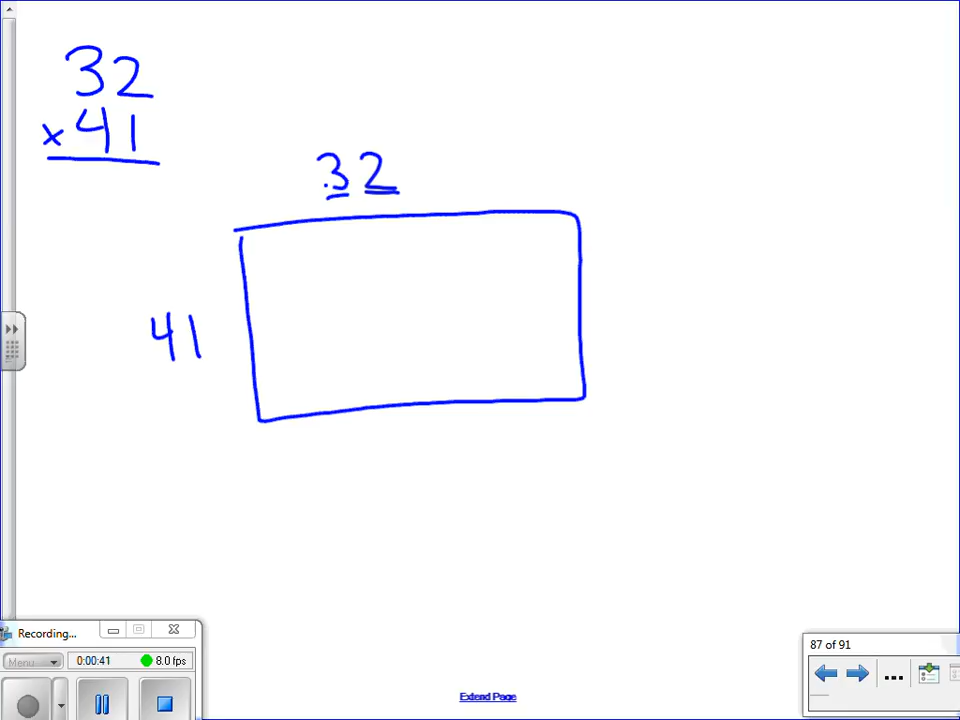 32
x 41
32
41
Recording...
Menu
0:00:41
8.0 fps
Extend Page
87 of 91
...